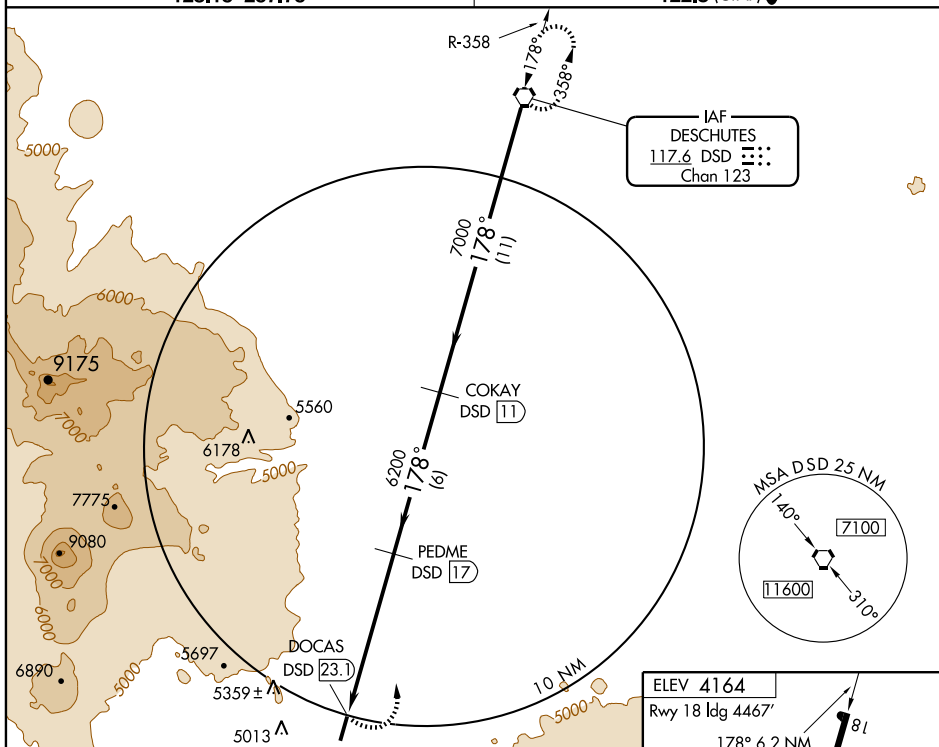 R-358
178°
358°
IAF
DESCHUTES
117.6 DSD
Chan 123
5000
7000
178°
(11)
6000
9175
COKAY
DSD 11
5560
7000
6178
5000
6200
178°
(6)
MSA DSD 25 NM
140°
7100
7775
9080
PEDME
DSD 17
7000
11600
310°
6000
DOCAS
DSD 23.1
5697
6890
5000
5359 ±
10 NM
5013
5000
ELEV 4164
Rwy 18 ldg 4467'
18
178° 6.2 NM